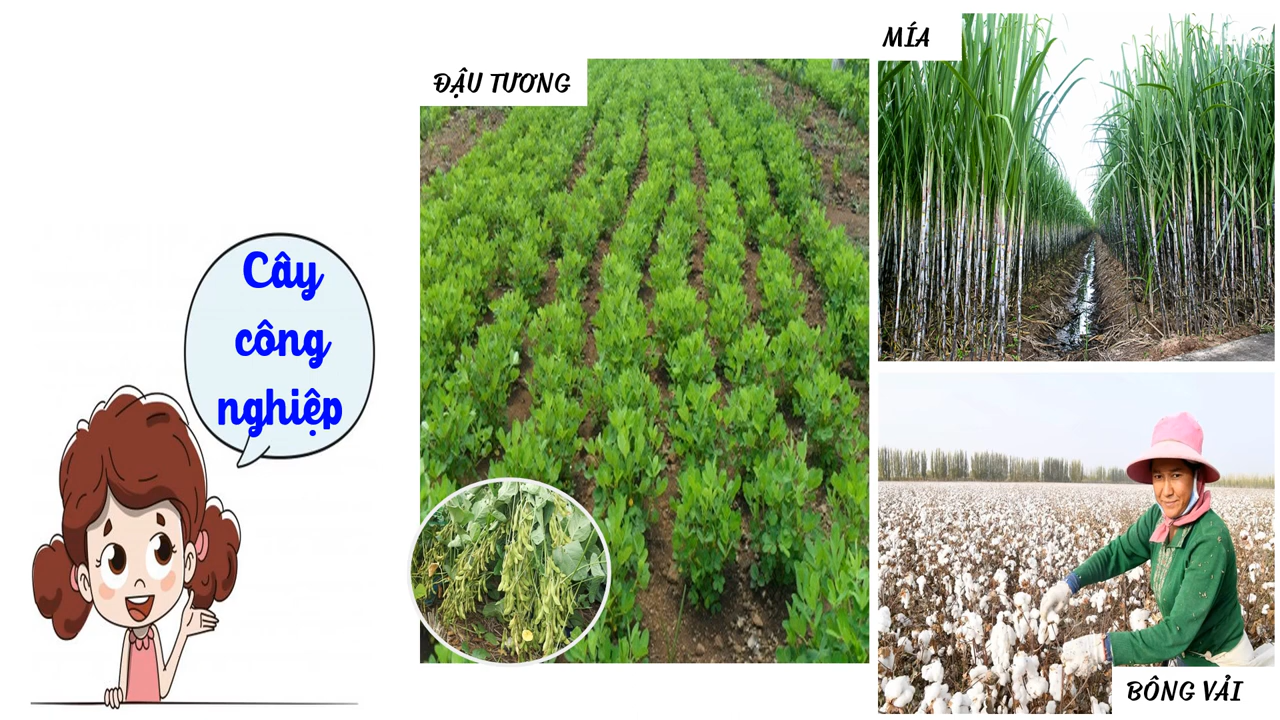 Cây
công
nghiệp
ĐẬU TƯƠNG
MÍA
BÔNG VẢI